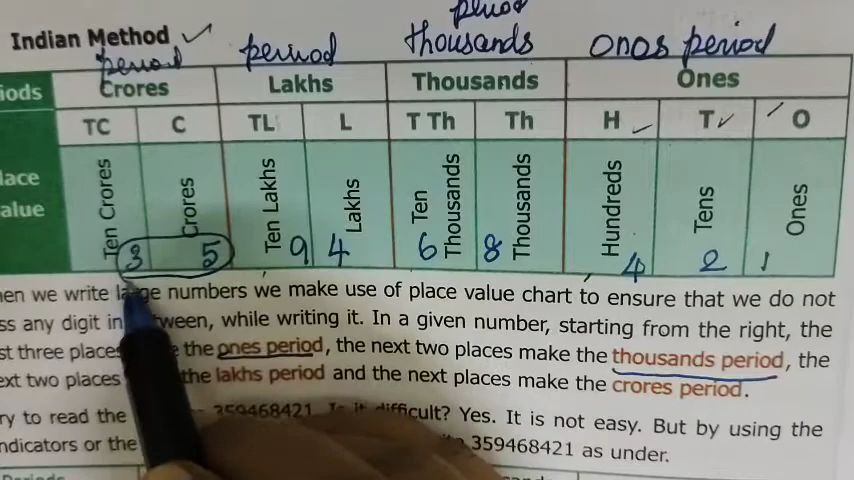 period
Indian Method
period period thousands onas period
iods Crores Lakhs Thousands Ones
TC C TL L T Th Th H T O
lace
alue
Ten Crores Crores Ten Lakhs Lakhs Ten Thousands Thousands Hundreds Tens Ones
3 5 9 4 6 8 4 2 1
hen we write large numbers we make use of place value chart to ensure that we do not
ss any digit in between, while writing it. In a given number, starting from the right, the
st three places the ones period, the next two places make the thousands period, the
ext two places the lakhs period and the next places make the crores period.
ry to read the 359468421. Is it difficult? Yes. It is not easy. But by using the
ndicators or the 359468421 as under.